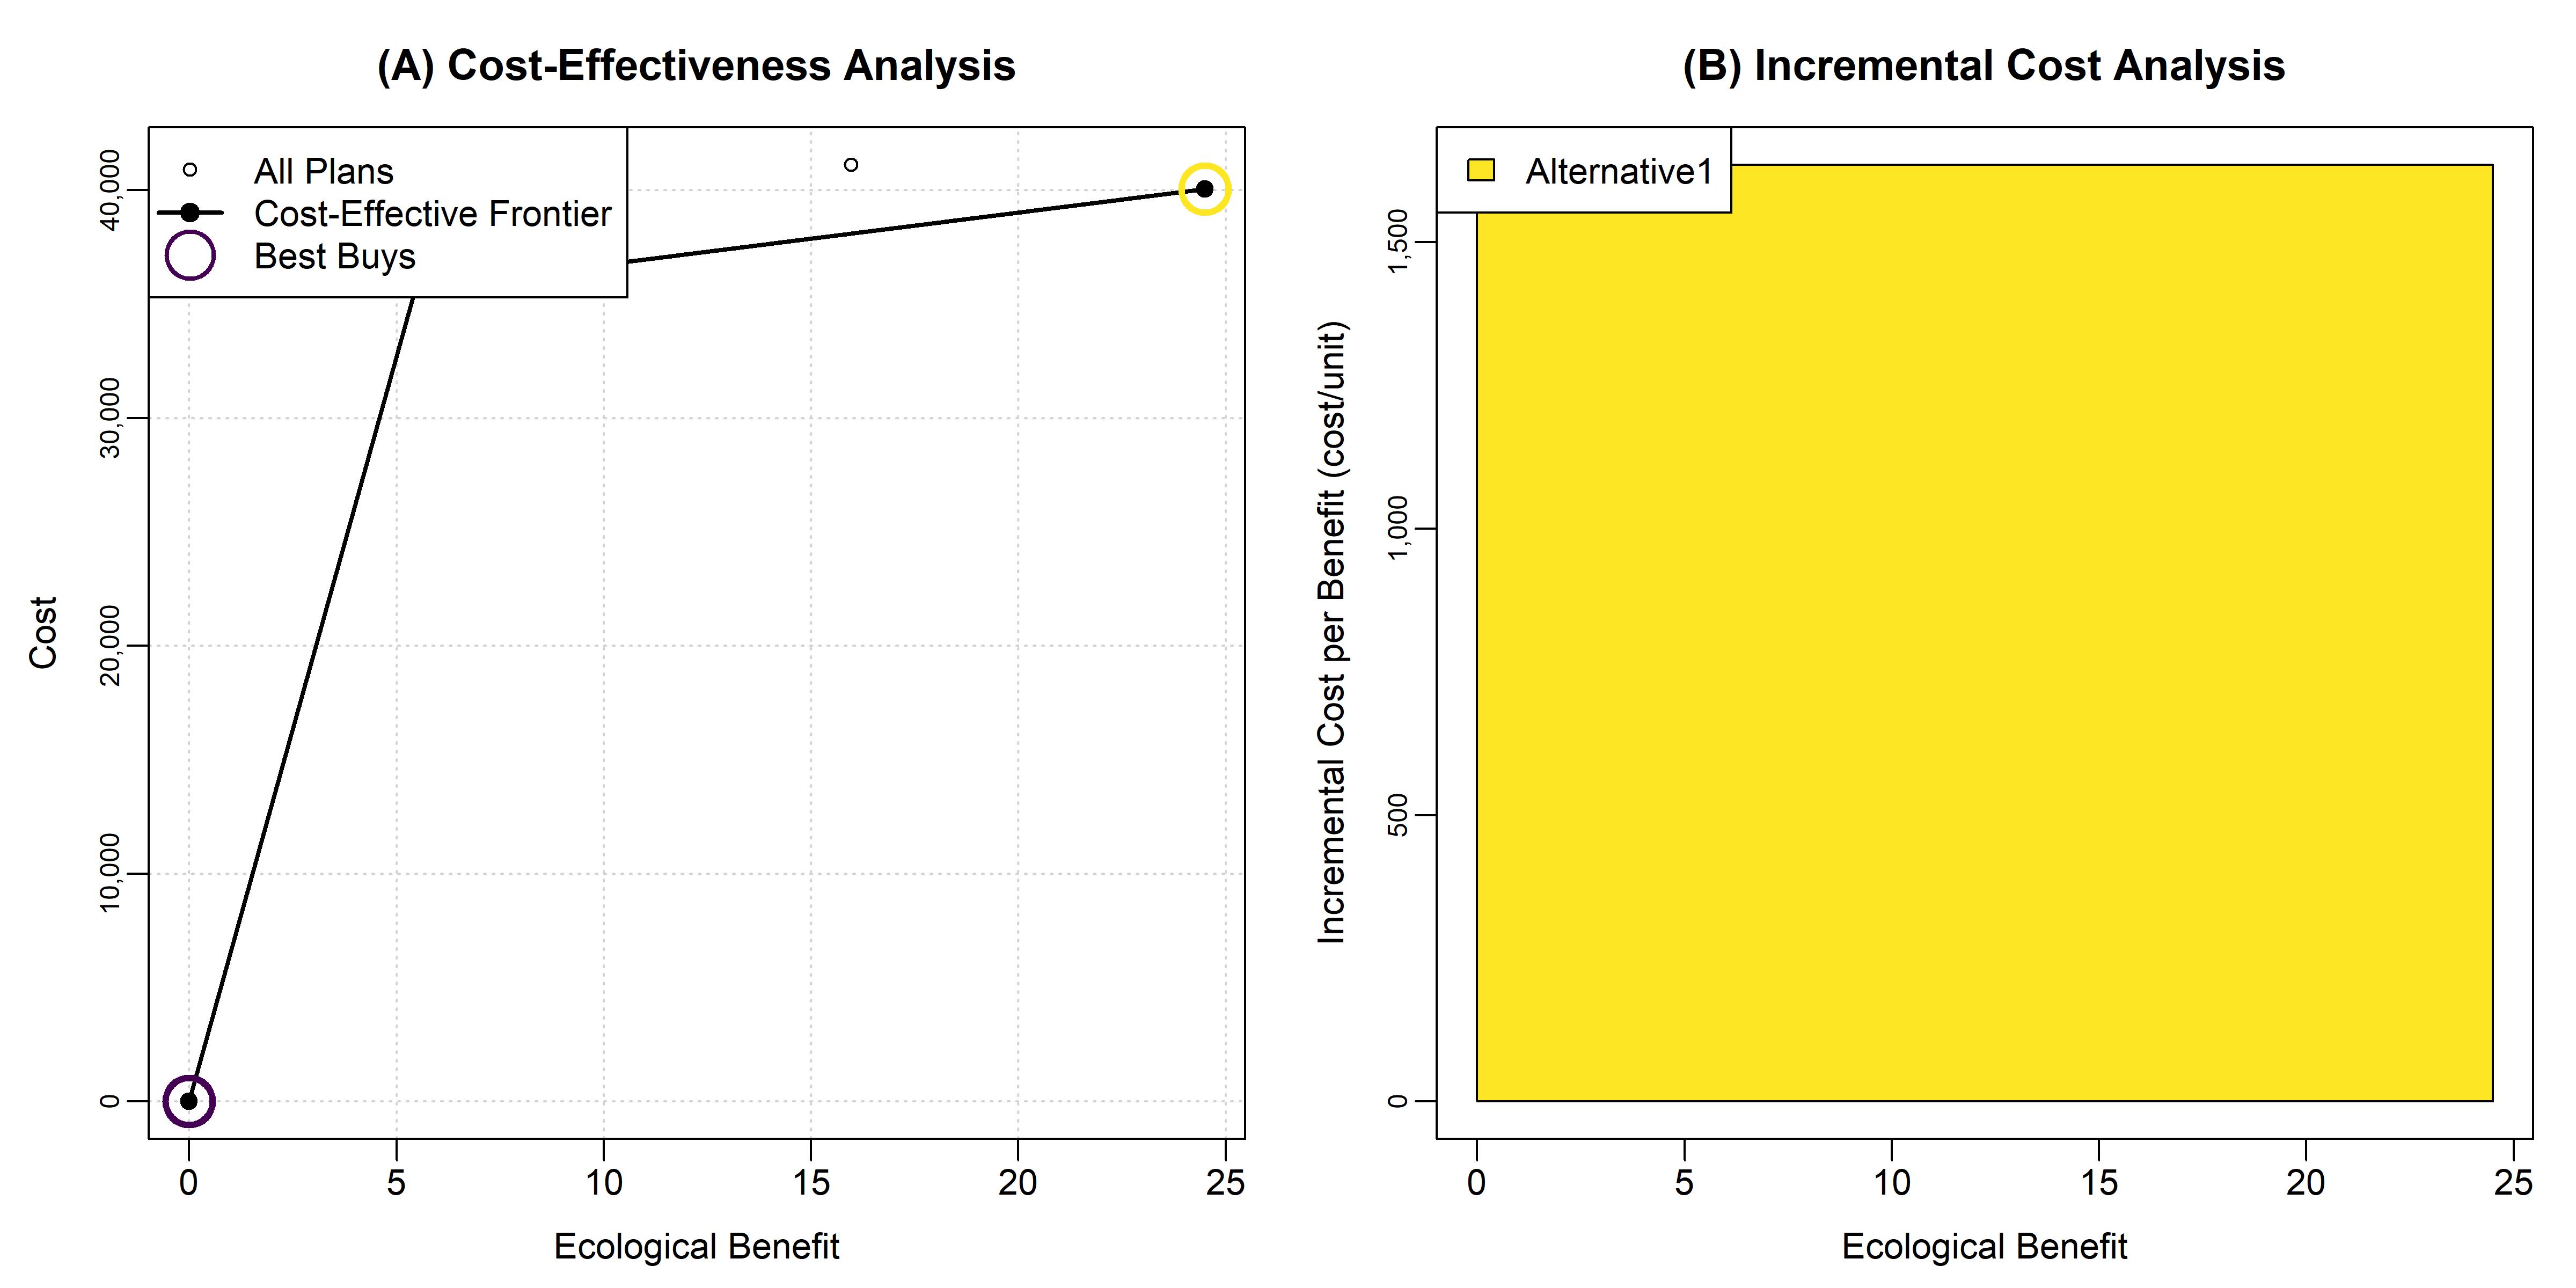 (A) Cost-Effectiveness Analysis
All Plans
Cost-Effective Frontier
Best Buys
40,000
30,000
20,000
10,000
0
Cost
0 5 10 15 20 25
Ecological Benefit
(B) Incremental Cost Analysis
Alternative1
1,500
1,000
500
0
Incremental Cost per Benefit (cost/unit)
0 5 10 15 20 25
Ecological Benefit